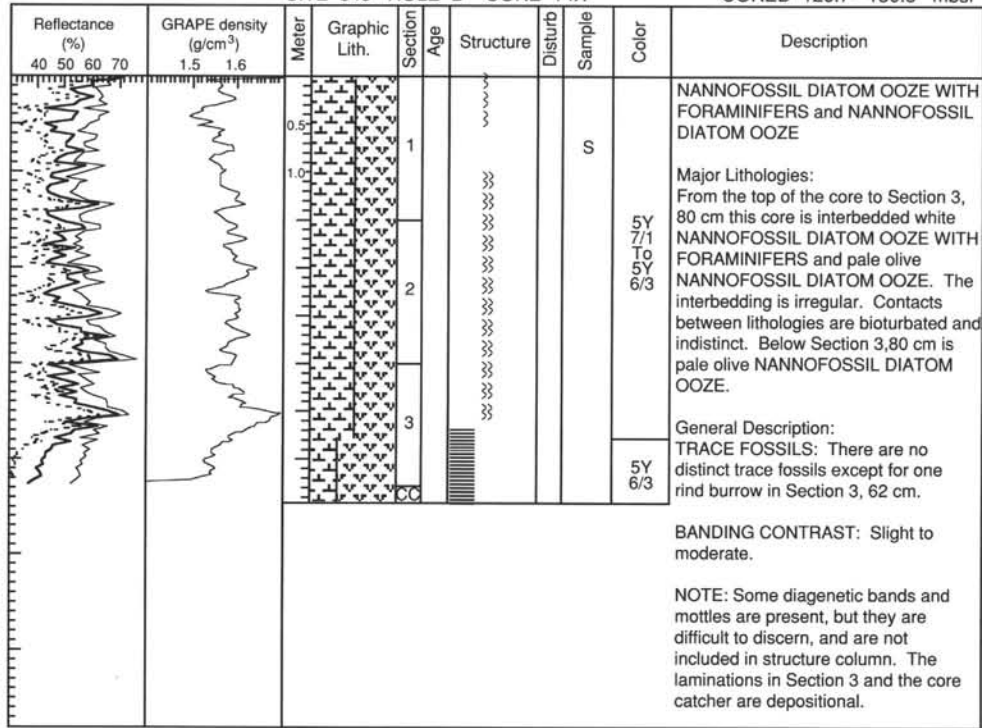 Reflectance
(%)
40 50 60 70
GRAPE density
(g/cm³)
1.5 1.6
Meter
Graphic
Lith.
Section
Age
Structure
Disturb
Sample
Color
Description
0.5
1.0
1
2
3
CC
S
5Y
7/1
To
5Y
6/3
5Y
6/3
NANNOFOSSIL DIATOM OOZE WITH
FORAMINIFERS and NANNOFOSSIL
DIATOM OOZE
Major Lithologies:
From the top of the core to Section 3,
80 cm this core is interbedded white
NANNOFOSSIL DIATOM OOZE WITH
FORAMINIFERS and pale olive
NANNOFOSSIL DIATOM OOZE. The
interbedding is irregular. Contacts
between lithologies are bioturbated and
indistinct. Below Section 3,80 cm is
pale olive NANNOFOSSIL DIATOM
OOZE.
General Description:
TRACE FOSSILS: There are no
distinct trace fossils except for one
rind burrow in Section 3, 62 cm.
BANDING CONTRAST: Slight to
moderate.
NOTE: Some diagenetic bands and
mottles are present, but they are
difficult to discern, and are not
included in structure column. The
laminations in Section 3 and the core
catcher are depositional.